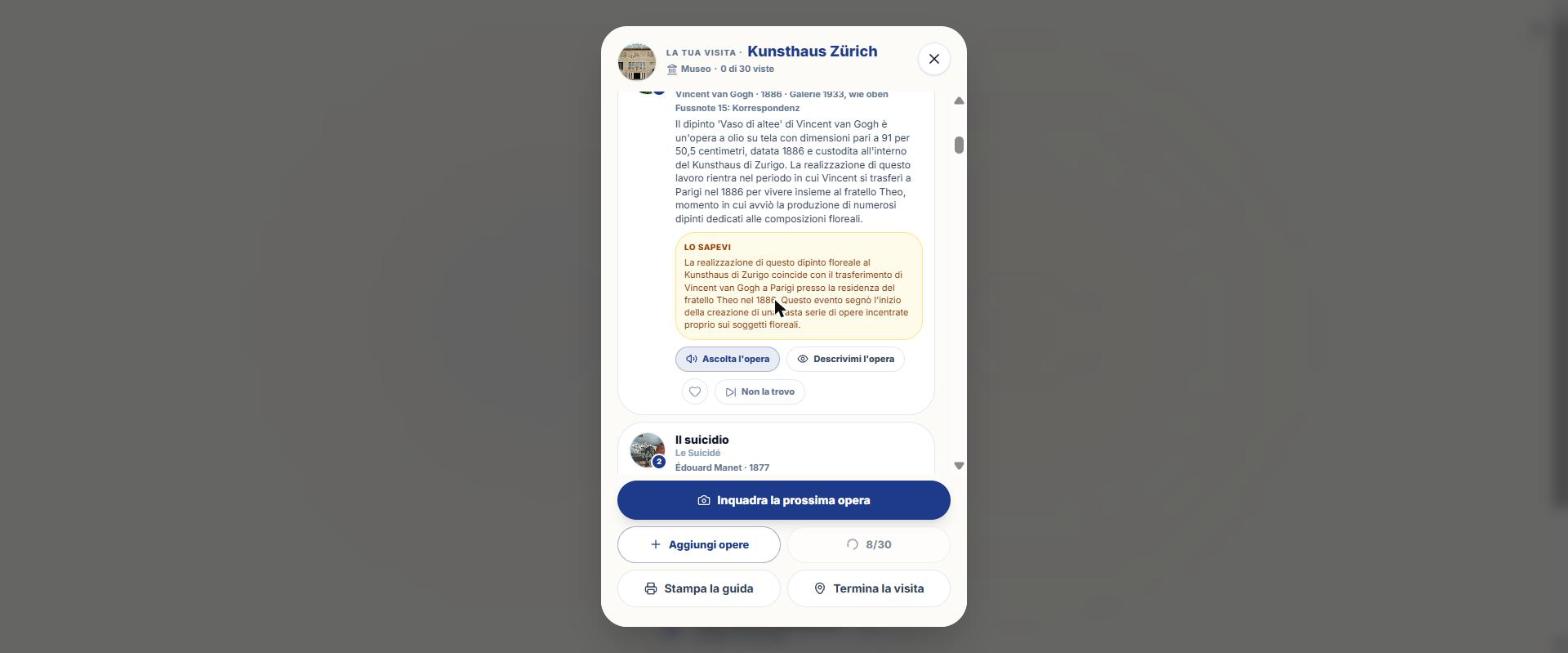 LA TUA VISITA · Kunsthaus Zürich
Museo · 0 di 30 viste
Vincent van Gogh · 1886 · Galerie 1933, wie oben
Fussnote 15: Korrespondenz
Il dipinto 'Vaso di altee' di Vincent van Gogh è
un'opera a olio su tela con dimensioni pari a 91 per
50,5 centimetri, datata 1886 e custodita all'interno
del Kunsthaus di Zurigo. La realizzazione di questo
lavoro rientra nel periodo in cui Vincent si trasferì a
Parigi nel 1886 per vivere insieme al fratello Theo,
momento in cui avviò la produzione di numerosi
dipinti dedicati alle composizioni floreali.
LO SAPEVI
La realizzazione di questo dipinto floreale al
Kunsthaus di Zurigo coincide con il trasferimento di
Vincent van Gogh a Parigi presso la residenza del
fratello Theo nel 1886. Questo evento segnò l'inizio
della creazione di una vasta serie di opere incentrate
proprio sui soggetti floreali.
Ascolta l'opera
Descrivimi l'opera
Non la trovo
Il suicidio
Le Suicidé
2
Édouard Manet · 1877
Inquadra la prossima opera
Aggiungi opere
8/30
Stampa la guida
Termina la visita